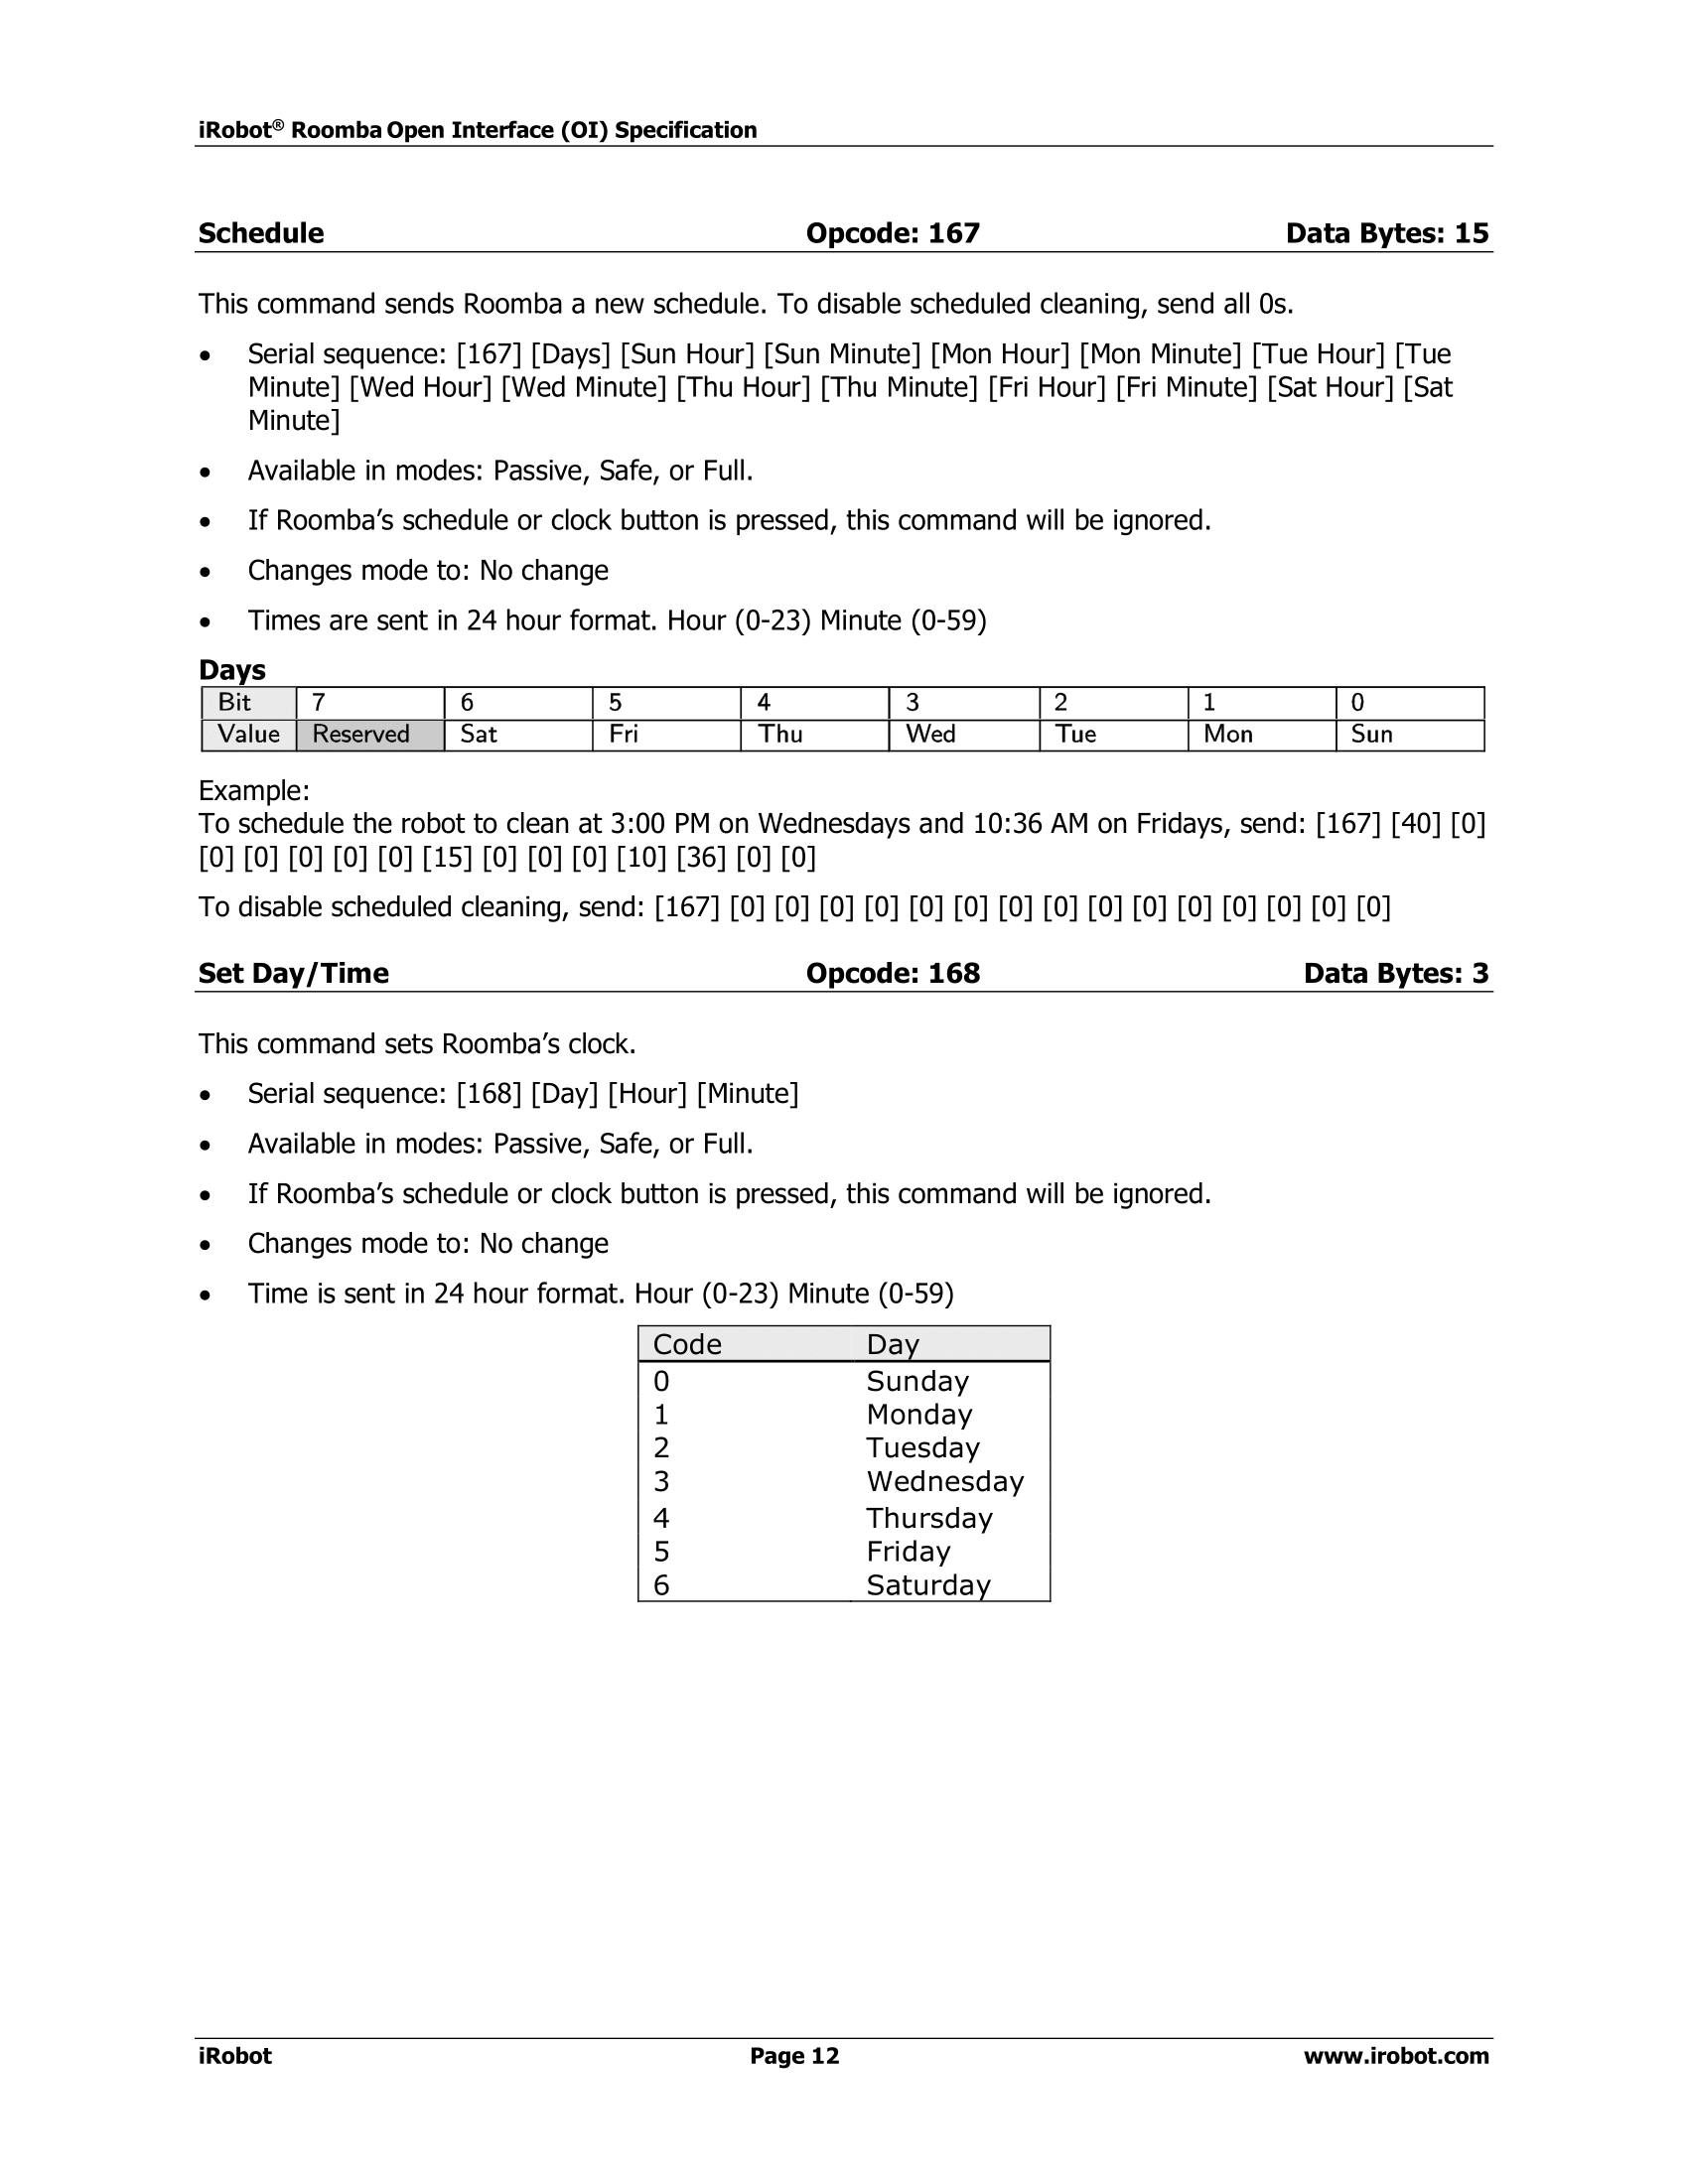 iRobot® Roomba Open Interface (OI) Specification
Schedule Opcode: 167 Data Bytes: 15
This command sends Roomba a new schedule. To disable scheduled cleaning, send all 0s.
• Serial sequence: [167] [Days] [Sun Hour] [Sun Minute] [Mon Hour] [Mon Minute] [Tue Hour] [Tue
Minute] [Wed Hour] [Wed Minute] [Thu Hour] [Thu Minute] [Fri Hour] [Fri Minute] [Sat Hour] [Sat
Minute]
• Available in modes: Passive, Safe, or Full.
• If Roomba’s schedule or clock button is pressed, this command will be ignored.
• Changes mode to: No change
• Times are sent in 24 hour format. Hour (0-23) Minute (0-59)
Days
Bit 7 6 5 4 3 2 1 0
Value Reserved Sat Fri Thu Wed Tue Mon Sun
Example:
To schedule the robot to clean at 3:00 PM on Wednesdays and 10:36 AM on Fridays, send: [167] [40] [0]
[0] [0] [0] [0] [0] [15] [0] [0] [0] [10] [36] [0] [0]
To disable scheduled cleaning, send: [167] [0] [0] [0] [0] [0] [0] [0] [0] [0] [0] [0] [0] [0] [0] [0]
Set Day/Time Opcode: 168 Data Bytes: 3
This command sets Roomba’s clock.
• Serial sequence: [168] [Day] [Hour] [Minute]
• Available in modes: Passive, Safe, or Full.
• If Roomba’s schedule or clock button is pressed, this command will be ignored.
• Changes mode to: No change
• Time is sent in 24 hour format. Hour (0-23) Minute (0-59)
Code Day
0 Sunday
1 Monday
2 Tuesday
3 Wednesday
4 Thursday
5 Friday
6 Saturday
iRobot Page 12 www.irobot.com